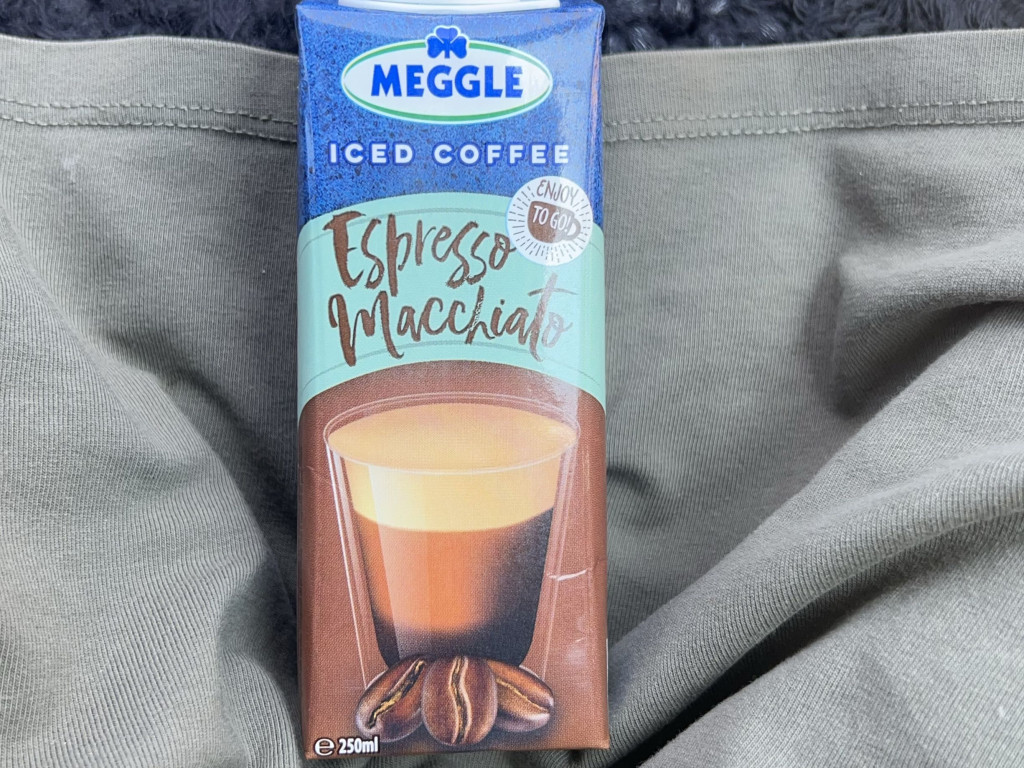 MEGGLE
ICED COFFEE
ENJOY
TO GO!
Espresso
Macchiato
℮ 250ml